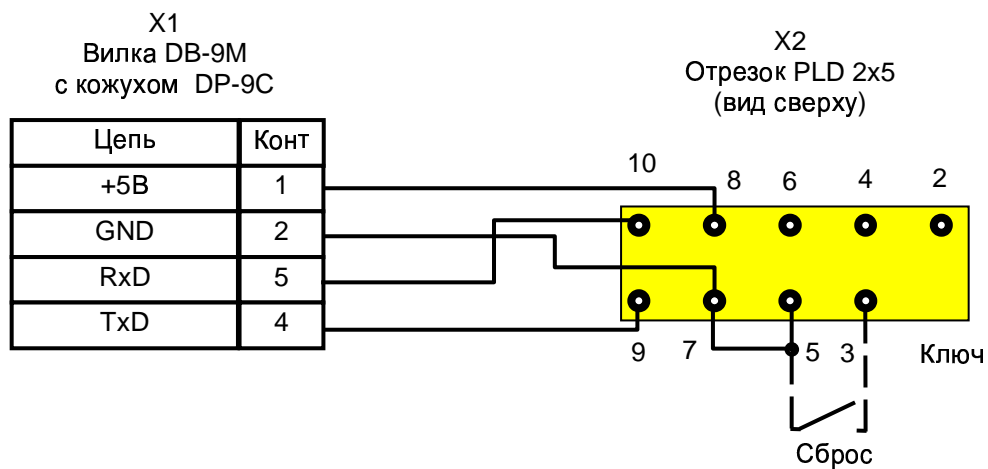 X1
Вилка DB-9M
с кожухом DP-9C
X2
Отрезок PLD 2x5
(вид сверху)
Цепь Конт
+5В 1
GND 2
RxD 5
TxD 4
10 8 6 4 2
9 7 5 3 Ключ
Сброс